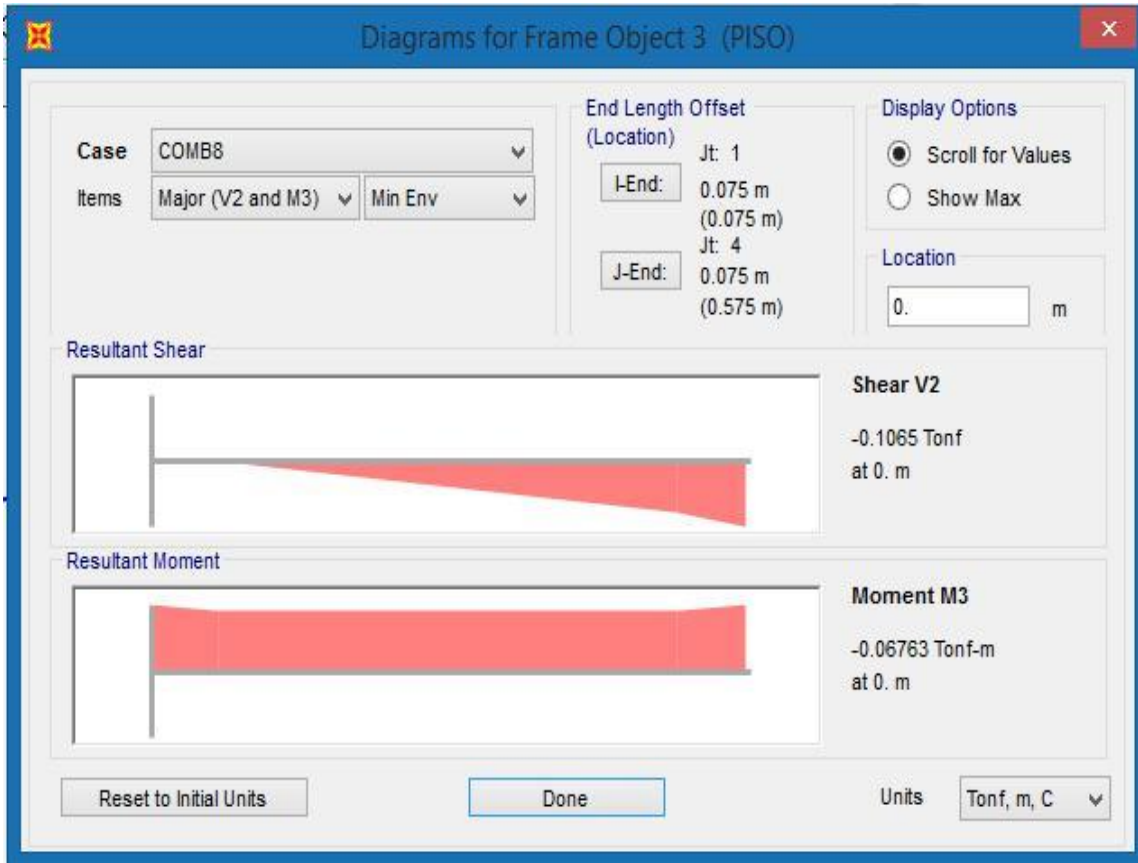 Diagrams for Frame Object 3 (PISO)
Case COMB8
Items Major (V2 and M3) Min Env
End Length Offset
(Location)
Jt: 1
I-End: 0.075 m
(0.075 m)
Jt: 4
J-End: 0.075 m
(0.575 m)
Display Options
Scroll for Values
Show Max
Location
0. m
Resultant Shear
Shear V2
-0.1065 Tonf
at 0. m
Resultant Moment
Moment M3
-0.06763 Tonf-m
at 0. m
Reset to Initial Units
Done
Units Tonf, m, C